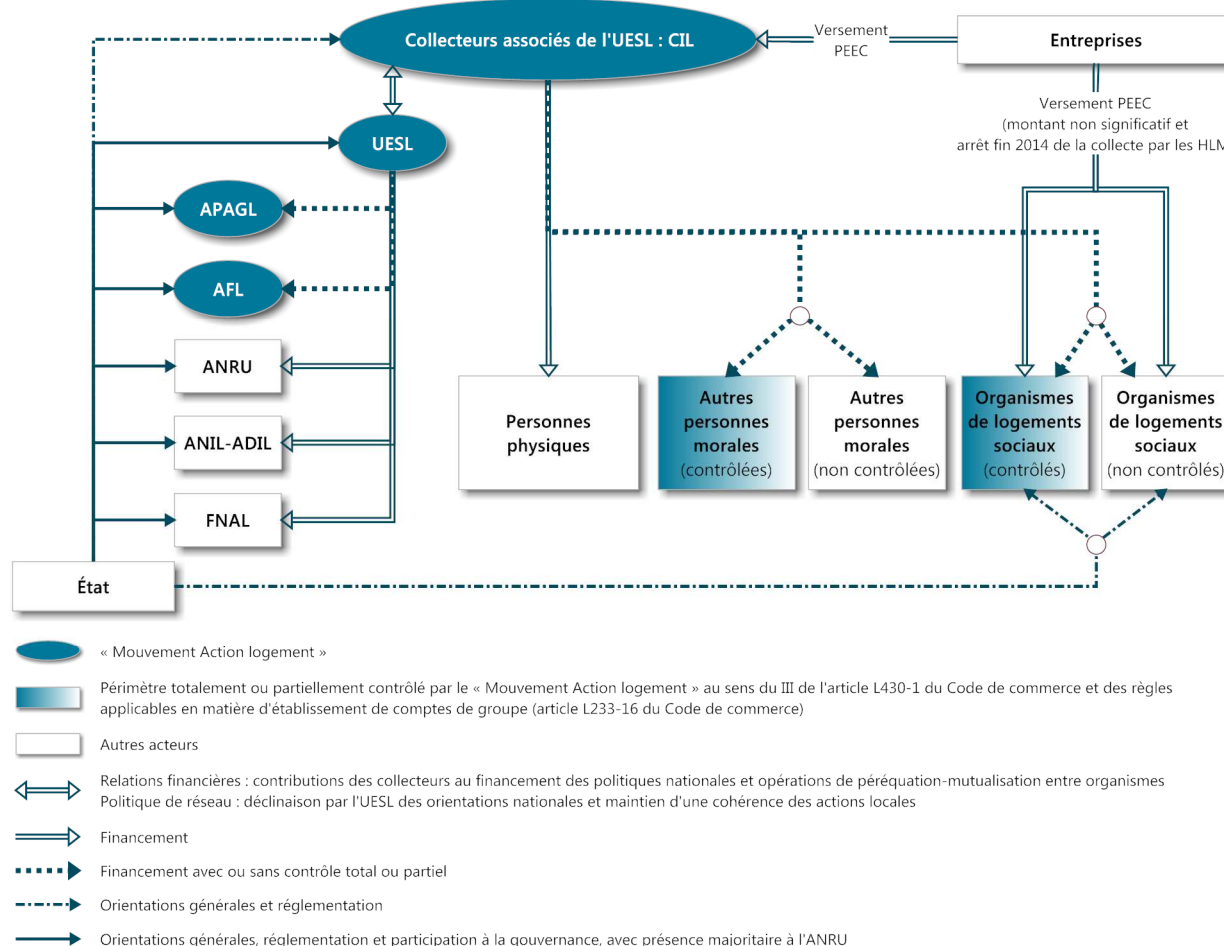 Collecteurs associés de l'UESL : CIL
Versement
PEEC
Entreprises
Versement PEEC
(montant non significatif et
arrêt fin 2014 de la collecte par les HLM
UESL
APAGL
AFL
ANRU
ANIL-ADIL
FNAL
État
Personnes
physiques
Autres
personnes
morales
(contrôlées)
Autres
personnes
morales
(non contrôlées)
Organismes
de logements
sociaux
(contrôlés)
Organismes
de logements
sociaux
(non contrôlés)
« Mouvement Action logement »
Périmètre totalement ou partiellement contrôlé par le « Mouvement Action logement » au sens du III de l'article L430-1 du Code de commerce et des règles
applicables en matière d'établissement de comptes de groupe (article L233-16 du Code de commerce)
Autres acteurs
Relations financières : contributions des collecteurs au financement des politiques nationales et opérations de péréquation-mutualisation entre organismes
Politique de réseau : déclinaison par l'UESL des orientations nationales et maintien d'une cohérence des actions locales
Financement
Financement avec ou sans contrôle total ou partiel
Orientations générales et réglementation
Orientations générales, réglementation et participation à la gouvernance, avec présence majoritaire à l'ANRU